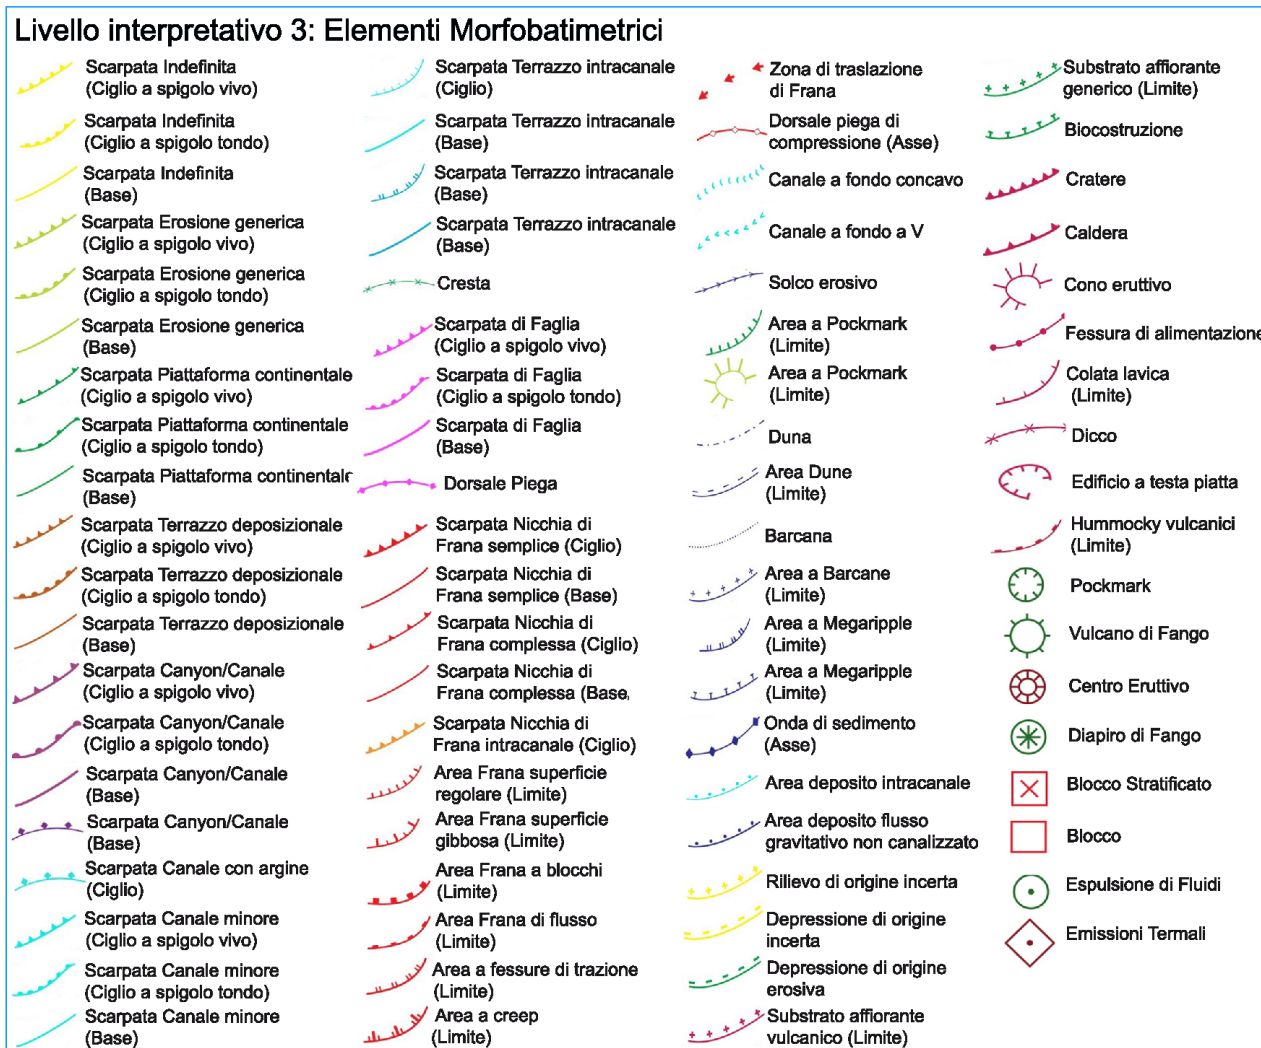 Livello interpretativo 3: Elementi Morfobatimetrici
Scarpata Indefinita
(Ciglio a spigolo vivo)
Scarpata Indefinita
(Ciglio a spigolo tondo)
Scarpata Indefinita
(Base)
Scarpata Erosione generica
(Ciglio a spigolo vivo)
Scarpata Erosione generica
(Ciglio a spigolo tondo)
Scarpata Erosione generica
(Base)
Scarpata Piattaforma continentale
(Ciglio a spigolo vivo)
Scarpata Piattaforma continentale
(Ciglio a spigolo tondo)
Scarpata Piattaforma continentale
(Base)
Scarpata Terrazzo deposizionale
(Ciglio a spigolo vivo)
Scarpata Terrazzo deposizionale
(Ciglio a spigolo tondo)
Scarpata Terrazzo deposizionale
(Base)
Scarpata Canyon/Canale
(Ciglio a spigolo vivo)
Scarpata Canyon/Canale
(Ciglio a spigolo tondo)
Scarpata Canyon/Canale
(Base)
Scarpata Canyon/Canale
(Base)
Scarpata Canale con argine
(Ciglio)
Scarpata Canale minore
(Ciglio a spigolo vivo)
Scarpata Canale minore
(Ciglio a spigolo tondo)
Scarpata Canale minore
(Base)
Scarpata Terrazzo intracanale
(Ciglio)
Scarpata Terrazzo intracanale
(Base)
Scarpata Terrazzo intracanale
(Base)
Scarpata Terrazzo intracanale
(Base)
Cresta
Scarpata di Faglia
(Ciglio a spigolo vivo)
Scarpata di Faglia
(Ciglio a spigolo tondo)
Scarpata di Faglia
(Base)
Dorsale Piega
Scarpata Nicchia di
Frana semplice (Ciglio)
Scarpata Nicchia di
Frana semplice (Base)
Scarpata Nicchia di
Frana complessa (Ciglio)
Scarpata Nicchia di
Frana complessa (Base,
Scarpata Nicchia di
Frana intracanale (Ciglio)
Area Frana superficie
regolare (Limite)
Area Frana superficie
gibbosa (Limite)
Area Frana a blocchi
(Limite)
Area Frana di flusso
(Limite)
Area a fessure di trazione
(Limite)
Area a creep
(Limite)
Zona di traslazione
di Frana
Dorsale piega di
compressione (Asse)
Canale a fondo concavo
Canale a fondo a V
Solco erosivo
Area a Pockmark
(Limite)
Area a Pockmark
(Limite)
Duna
Area Dune
(Limite)
Barcana
Area a Barcane
(Limite)
Area a Megaripple
(Limite)
Area a Megaripple
(Limite)
Onda di sedimento
(Asse)
Area deposito intracanale
Area deposito flusso
gravitativo non canalizzato
Rilievo di origine incerta
Depressione di origine
incerta
Depressione di origine
erosiva
Substrato affiorante
vulcanico (Limite)
Substrato affiorante
generico (Limite)
Biocostruzione
Cratere
Caldera
Cono eruttivo
Fessura di alimentazione
Colata lavica
(Limite)
Dicco
Edificio a testa piatta
Hummocky vulcanici
(Limite)
Pockmark
Vulcano di Fango
Centro Eruttivo
Diapiro di Fango
Blocco Stratificato
Blocco
Espulsione di Fluidi
Emissioni Termali